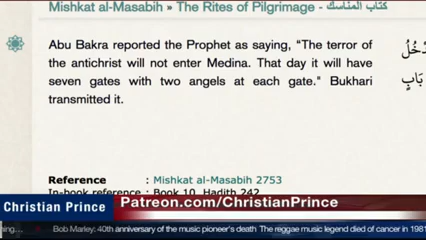 Mishkat al-Masabih » The Rites of Pilgrimage - كتاب المناسك
Abu Bakra reported the Prophet as saying, "The terror of
the antichrist will not enter Medina. That day it will have
seven gates with two angels at each gate." Bukhari
transmitted it.
بَابٍ
Reference : Mishkat al-Masabih 2753
In-book reference : Book 10, Hadith 242
Christian Prince
Patreon.com/ChristianPrince
Bob Marley: 40th anniversary of the music pioneer's death The reggae music legend died of cancer in 1981